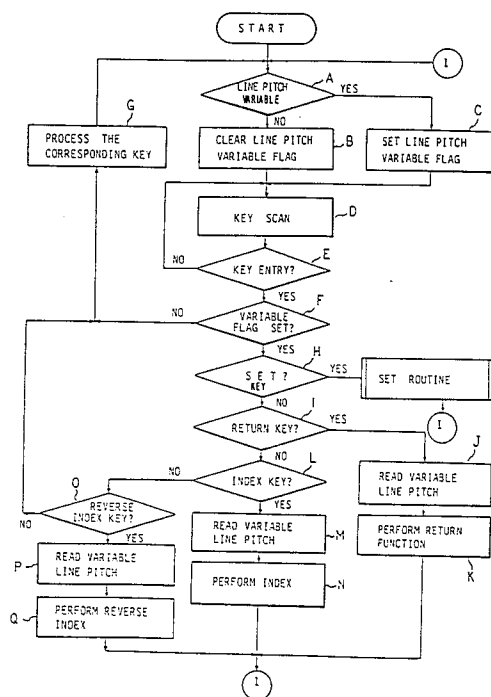 START
1
LINE PITCH
VARIABLE
A
YES
NO
G
PROCESS THE
CORRESPONDING KEY
B
CLEAR LINE PITCH
VARIABLE FLAG
C
SET LINE PITCH
VARIABLE FLAG
D
KEY SCAN
E
NO
KEY ENTRY?
YES
F
NO
VARIABLE
FLAG SET?
YES
H
SET?
KEY
YES
SET ROUTINE
NO
I
1
RETURN KEY?
YES
NO
L
J
NO
INDEX KEY?
READ VARIABLE
LINE PITCH
O
YES
REVERSE
INDEX KEY?
NO
YES
READ VARIABLE
LINE PITCH
M
PERFORM RETURN
FUNCTION
K
P
READ VARIABLE
LINE PITCH
PERFORM INDEX
N
Q
PERFORM REVERSE
INDEX
1